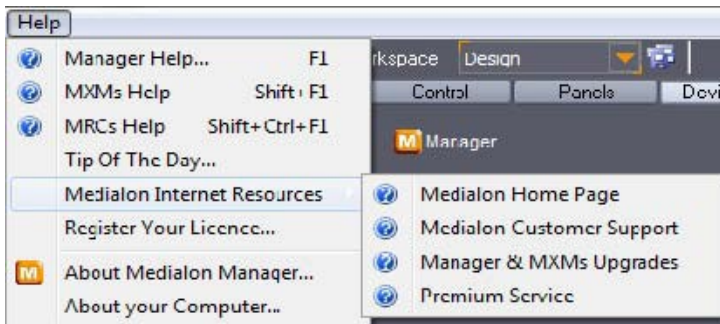 Help
Manager Help... F1
rkspace Design
MXMs Help Shift+F1
Control Panels Devi
MRCs Help Shift+Ctrl+F1
Manager
Tip Of The Day...
Medialon Internet Resources
Medialon Home Page
Register Your Licence...
Medialon Customer Support
Manager & MXMs Upgrades
About Medialon Manager...
Premium Service
About your Computer...